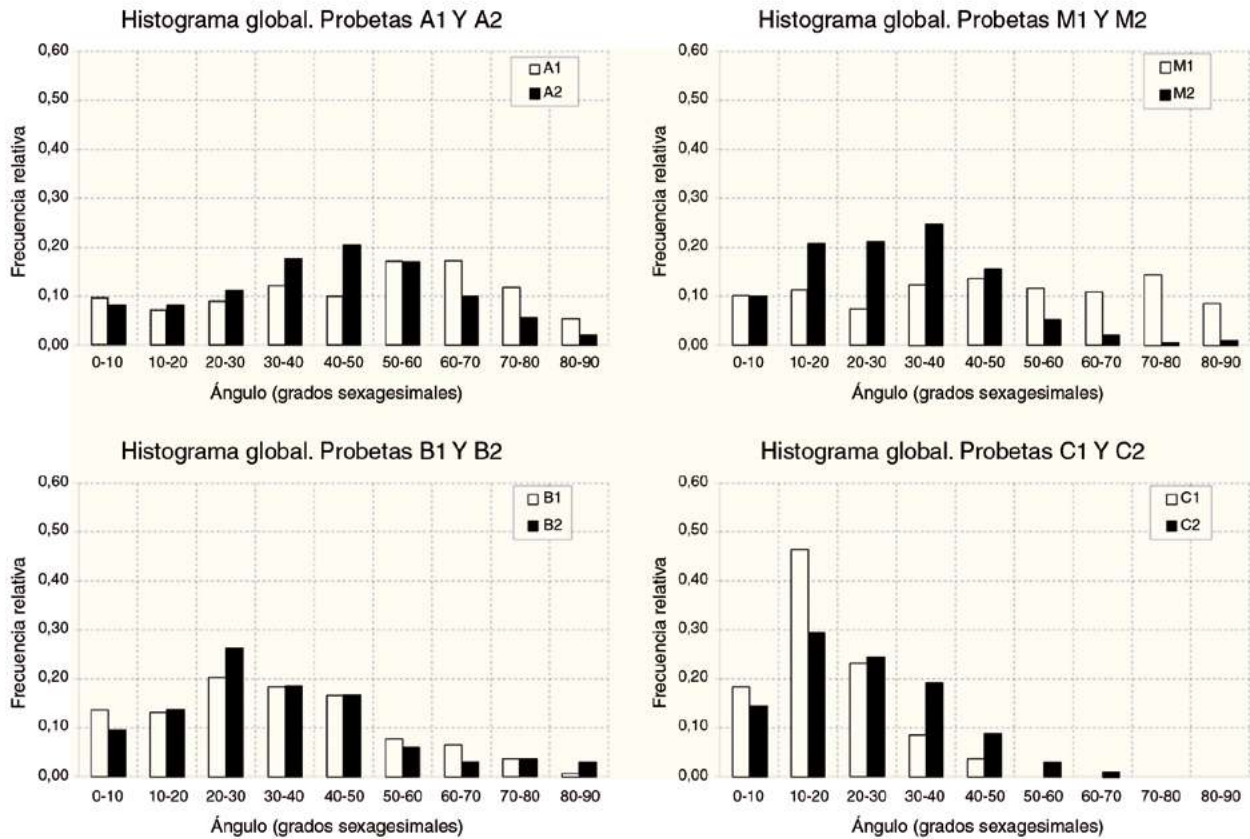 Histograma global. Probetas A1 Y A2
0,60
0,50
0,40
0,30
0,20
0,10
0,00
Frecuencia relativa
A1
A2
0-10 10-20 20-30 30-40 40-50 50-60 60-70 70-80 80-90
Ángulo (grados sexagesimales)
Histograma global. Probetas M1 Y M2
0,60
0,50
0,40
0,30
0,20
0,10
0,00
Frecuencia relativa
M1
M2
0-10 10-20 20-30 30-40 40-50 50-60 60-70 70-80 80-90
Ángulo (grados sexagesimales)
Histograma global. Probetas B1 Y B2
0,60
0,50
0,40
0,30
0,20
0,10
0,00
Frecuencia relativa
B1
B2
0-10 10-20 20-30 30-40 40-50 50-60 60-70 70-80 80-90
Ángulo (grados sexagesimales)
Histograma global. Probetas C1 Y C2
0,60
0,50
0,40
0,30
0,20
0,10
0,00
Frecuencia relativa
C1
C2
0-10 10-20 20-30 30-40 40-50 50-60 60-70 70-80 80-90
Ángulo (grados sexagesimales)